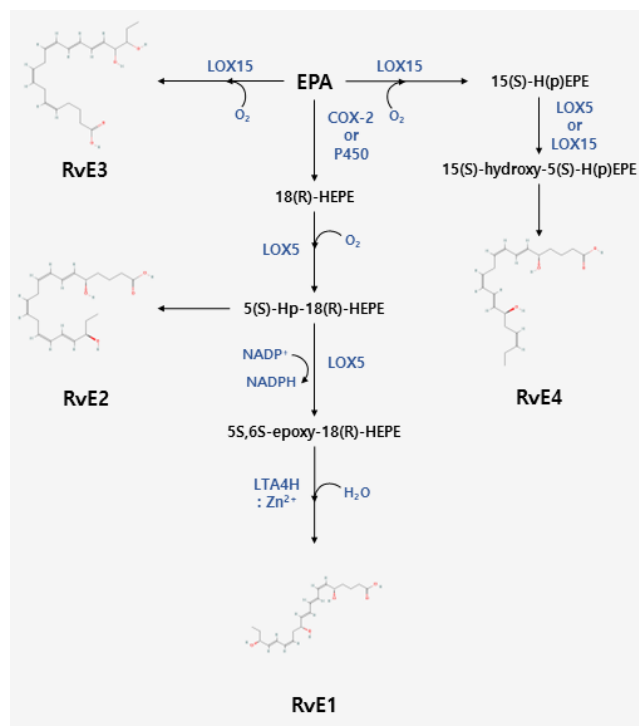 LOX15
EPA
LOX15
15(S)-H(p)EPE
O₂
O₂
COX-2
or
P450
LOX5
or
LOX15
RvE3
15(S)-hydroxy-5(S)-H(p)EPE
18(R)-HEPE
LOX5
O₂
5(S)-Hp-18(R)-HEPE
NADP⁺
NADPH
LOX5
RvE2
RvE4
5S,6S-epoxy-18(R)-HEPE
LTA4H
: Zn²⁺
H₂O
RvE1